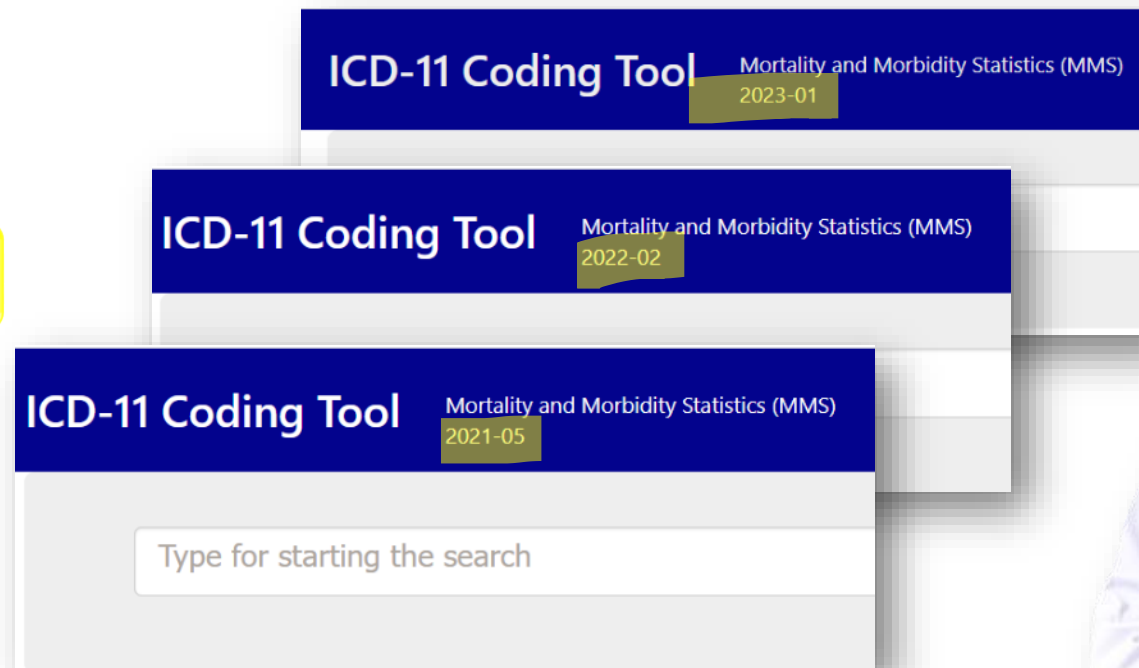 ICD-11 Coding Tool
Mortality and Morbidity Statistics (MMS)
2023-01
ICD-11 Coding Tool
Mortality and Morbidity Statistics (MMS)
2022-02
ICD-11 Coding Tool
Mortality and Morbidity Statistics (MMS)
2021-05
Type for starting the search